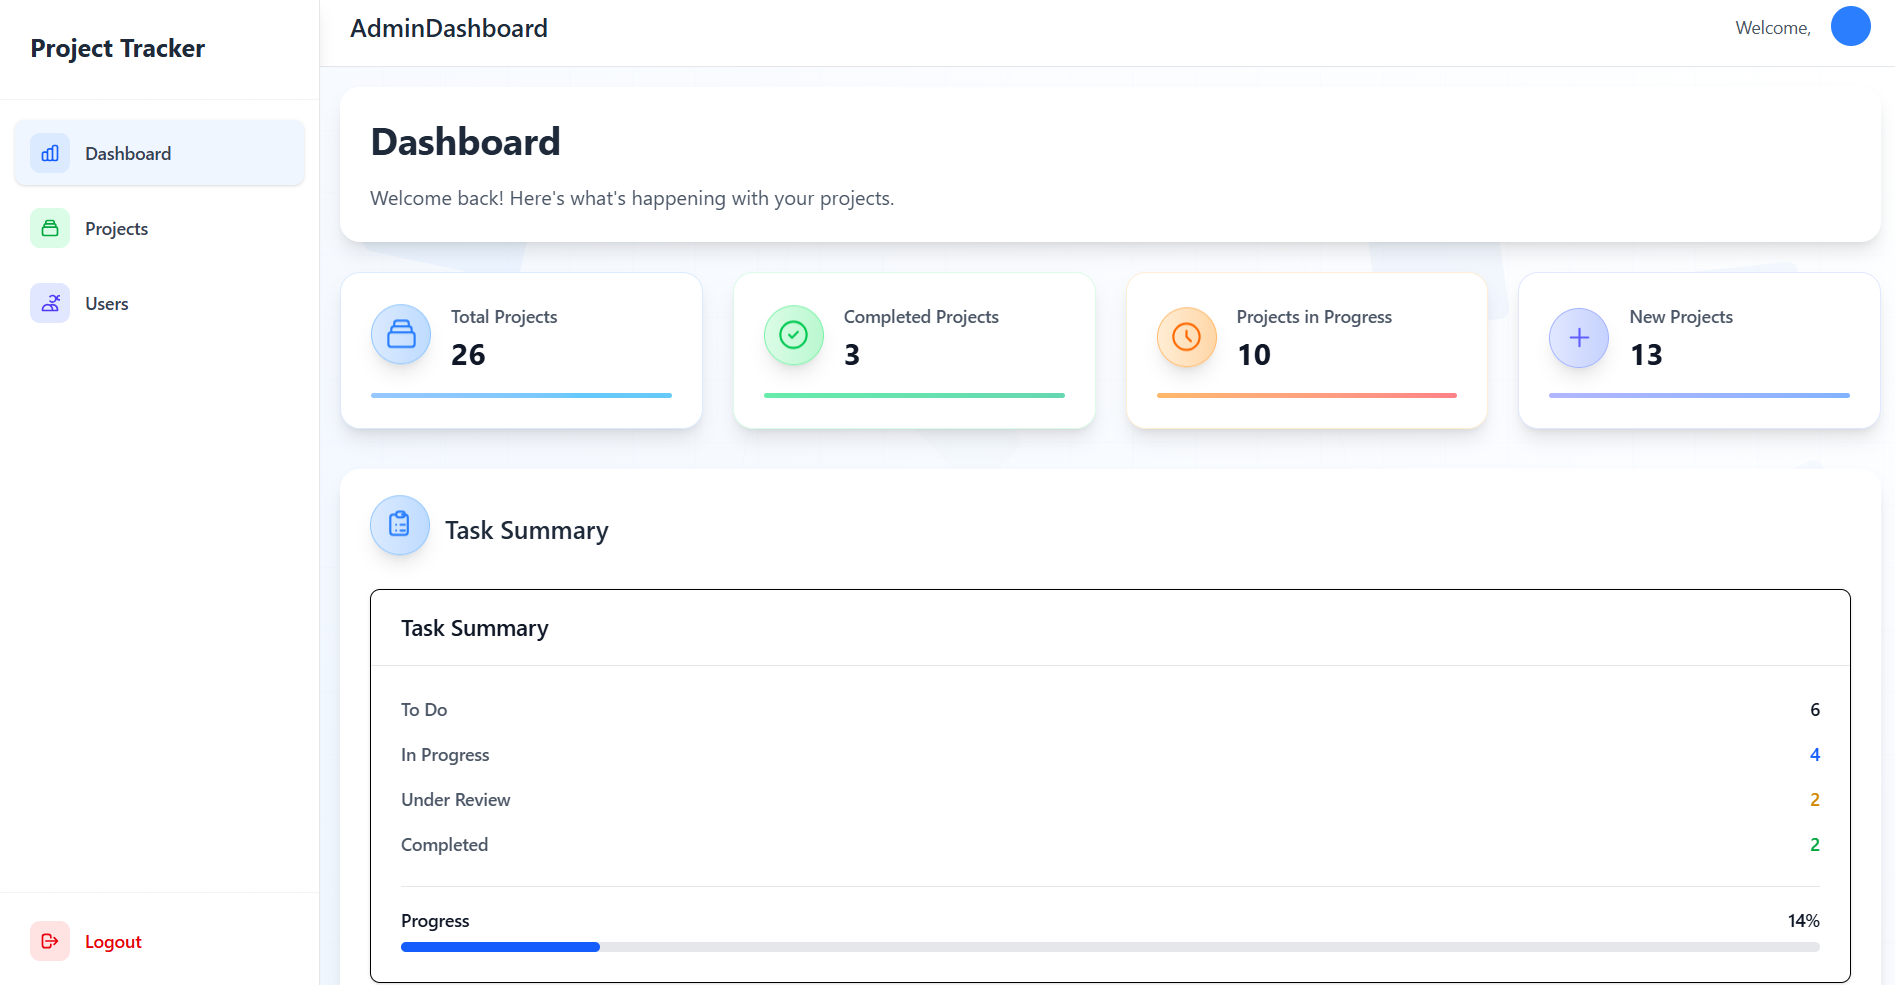 Project Tracker
Dashboard
Projects
Users
Logout
AdminDashboard
Welcome,
Dashboard
Welcome back! Here's what's happening with your projects.
Total Projects
26
Completed Projects
3
Projects in Progress
10
New Projects
13
Task Summary
Task Summary
To Do 6
In Progress 4
Under Review 2
Completed 2
Progress 14%